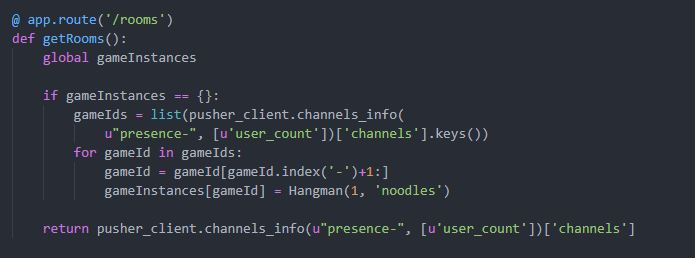 @ app.route('/rooms')
def getRooms():
    global gameInstances

    if gameInstances == {}:
        gameIds = list(pusher_client.channels_info(
            u"presence-", [u'user_count'])['channels'].keys())
        for gameId in gameIds:
            gameId = gameId[gameId.index('-')+1:]
            gameInstances[gameId] = Hangman(1, 'noodles')

    return pusher_client.channels_info(u"presence-", [u'user_count'])['channels']